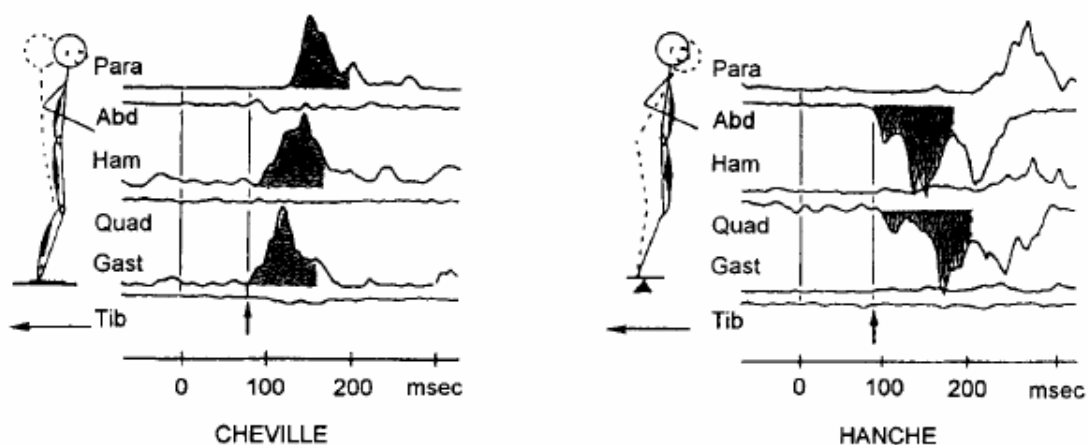 Para
Abd
Ham
Quad
Gast
Tib
0 100 200 msec
CHEVILLE
Para
Abd
Ham
Quad
Gast
Tib
0 100 200 msec
HANCHE